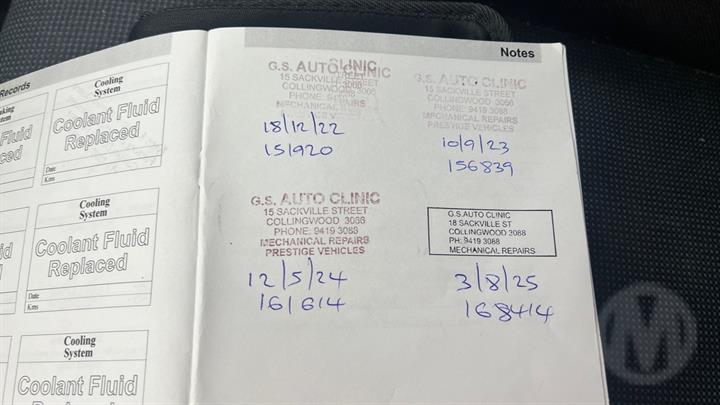 Records
Cooling
System
Coolant Fluid
Replaced
Date
Kms
Cooling
System
Coolant Fluid
Replaced
Date
Kms
Cooling
System
Coolant Fluid
Notes
G.S. AUTO CLINIC
15 SACKVILLE STREET
COLLINGWOOD 3066
MECHANICAL REPAIRS
18/12/22
151920
G.S. AUTO CLINIC
15 SACKVILLE STREET
COLLINGWOOD 3066
PHONE: 9419 3088
MECHANICAL REPAIRS
PRESTIGE VEHICLES
10/9/23
156839
G.S. AUTO CLINIC
15 SACKVILLE STREET
COLLINGWOOD 3066
PHONE: 9419 3088
MECHANICAL REPAIRS
PRESTIGE VEHICLES
12/5/24
161614
G.S.AUTO CLINIC
18 SACKVILLE ST
COLLINGWOOD 3088
PH: 9419 3088
MECHANICAL REPAIRS
3/8/25
168414
M